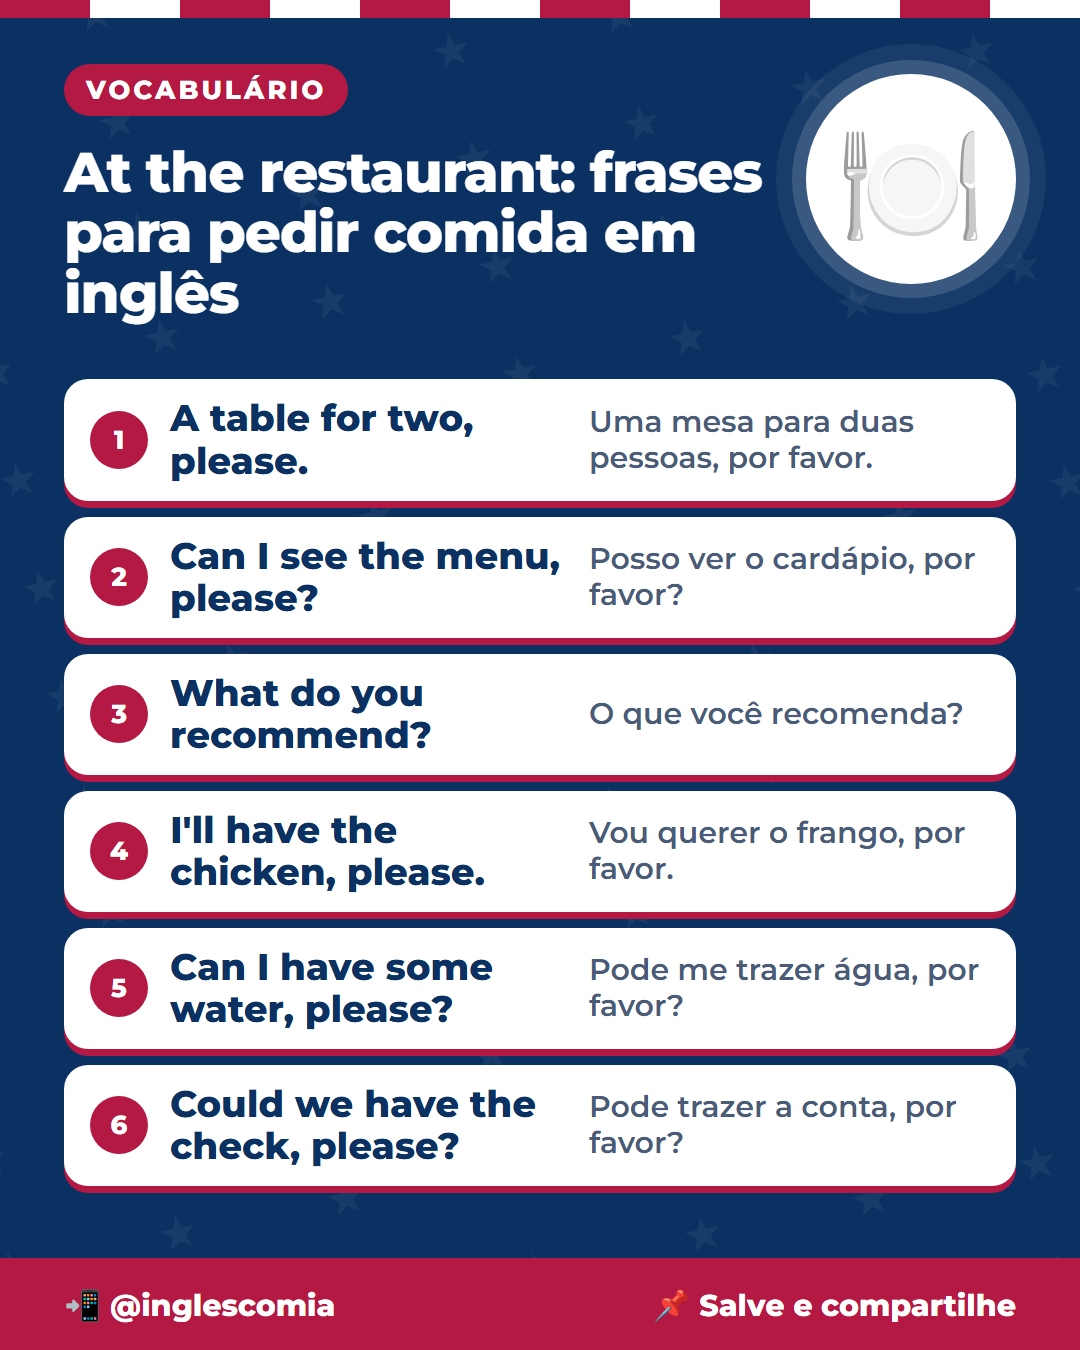 VOCABULÁRIO
At the restaurant: frases
para pedir comida em
inglês
1
A table for two,
please.
Uma mesa para duas
pessoas, por favor.
2
Can I see the menu,
please?
Posso ver o cardápio, por
favor?
3
What do you
recommend?
O que você recomenda?
4
I'll have the
chicken, please.
Vou querer o frango, por
favor.
5
Can I have some
water, please?
Pode me trazer água, por
favor?
6
Could we have the
check, please?
Pode trazer a conta, por
favor?
@inglescomia
Salve e compartilhe